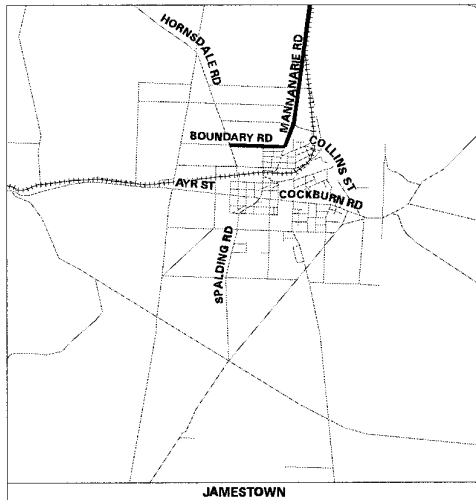 HORNSDALE RD
MANNANARIE RD
BOUNDARY RD
COLLINS ST
AYR ST
COCKBURN RD
SPALDING RD
JAMESTOWN